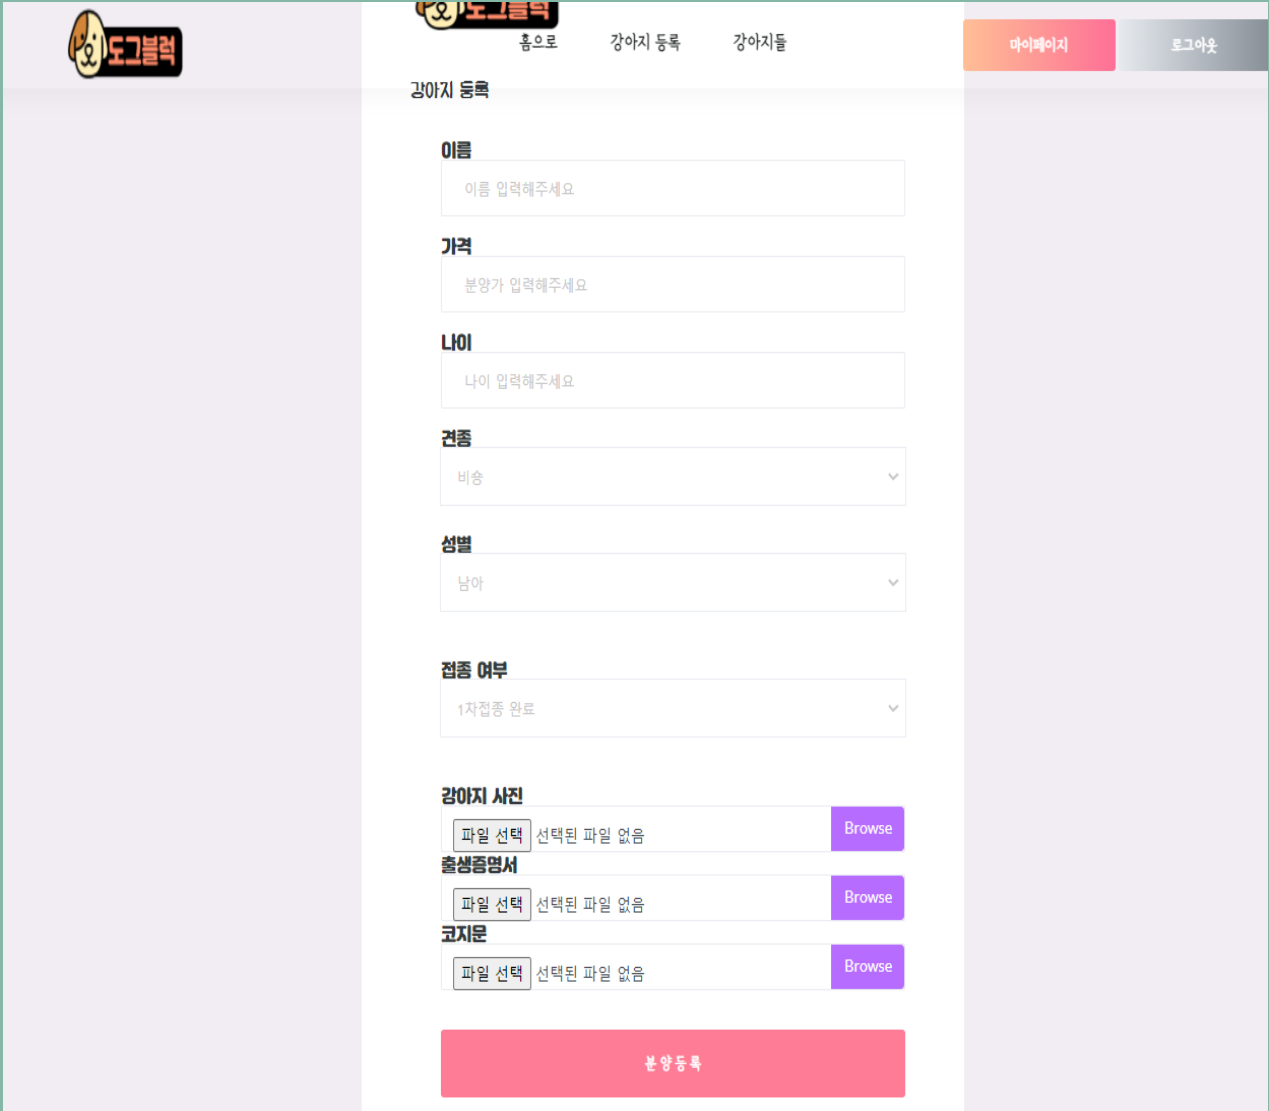 도그블럭
도그블럭
홈으로 강아지 등록 강아지들
마이페이지 로그아웃
강아지 등록
이름
이름 입력해주세요
가격
분양가 입력해주세요
나이
나이 입력해주세요
견종
비숑
성별
남아
접종 여부
1차접종 완료
강아지 사진
파일 선택 선택된 파일 없음 Browse
출생증명서
파일 선택 선택된 파일 없음 Browse
코지문
파일 선택 선택된 파일 없음 Browse
분양등록